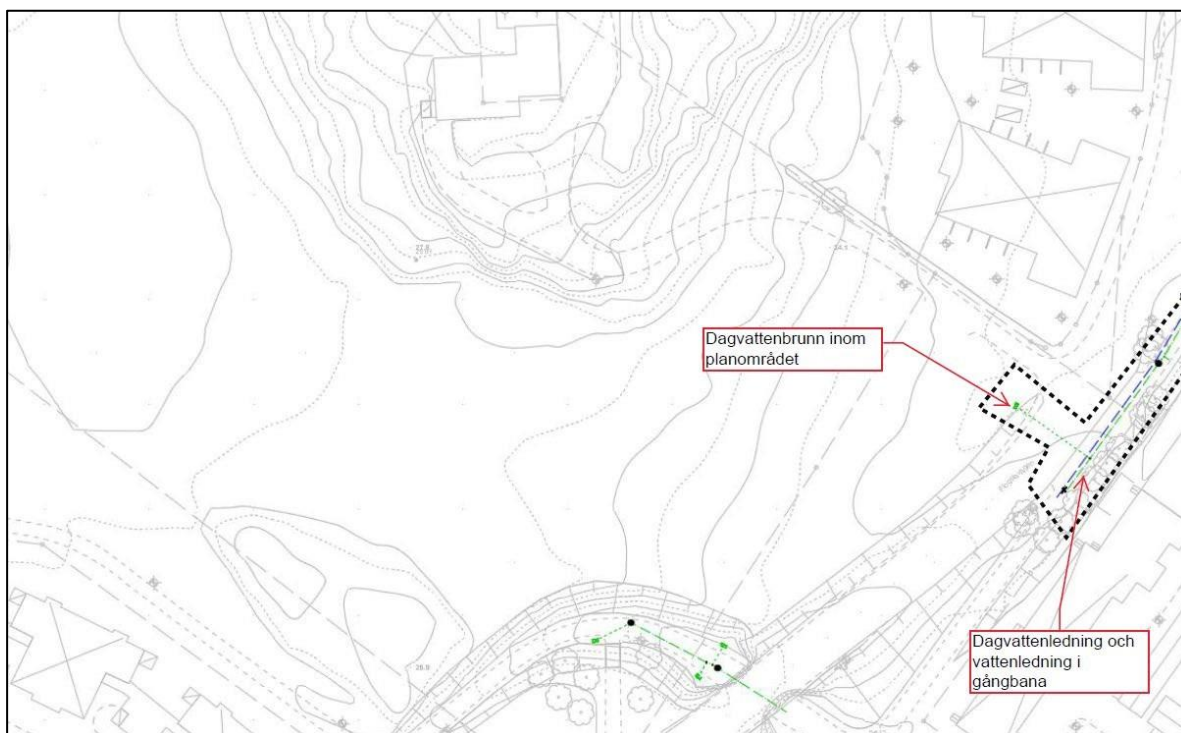 Dagvattenbrunn inom
planområdet
Dagvattenledning och
vattenledning i
gångbana